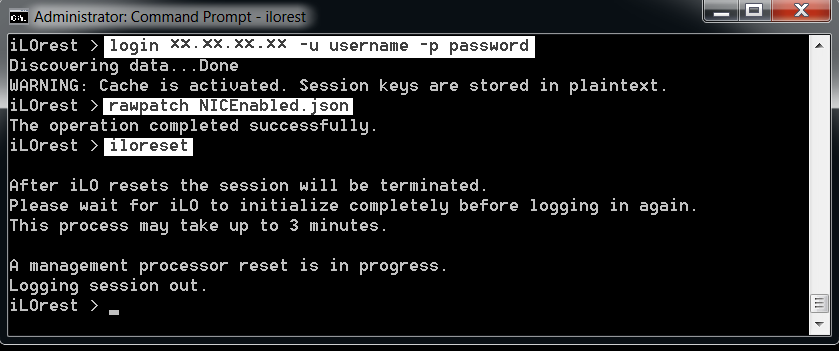 Administrator: Command Prompt - ilorest
iLOrest > login xx.xx.xx.xx -u username -p password
Discovering data...Done
WARNING: Cache is activated. Session keys are stored in plaintext.
iLOrest > rawpatch NICEnabled.json
The operation completed successfully.
iLOrest > iloreset
After iLO resets the session will be terminated.
Please wait for iLO to initialize completely before logging in again.
This process may take up to 3 minutes.
A management processor reset is in progress.
Logging session out.
iLOrest > _